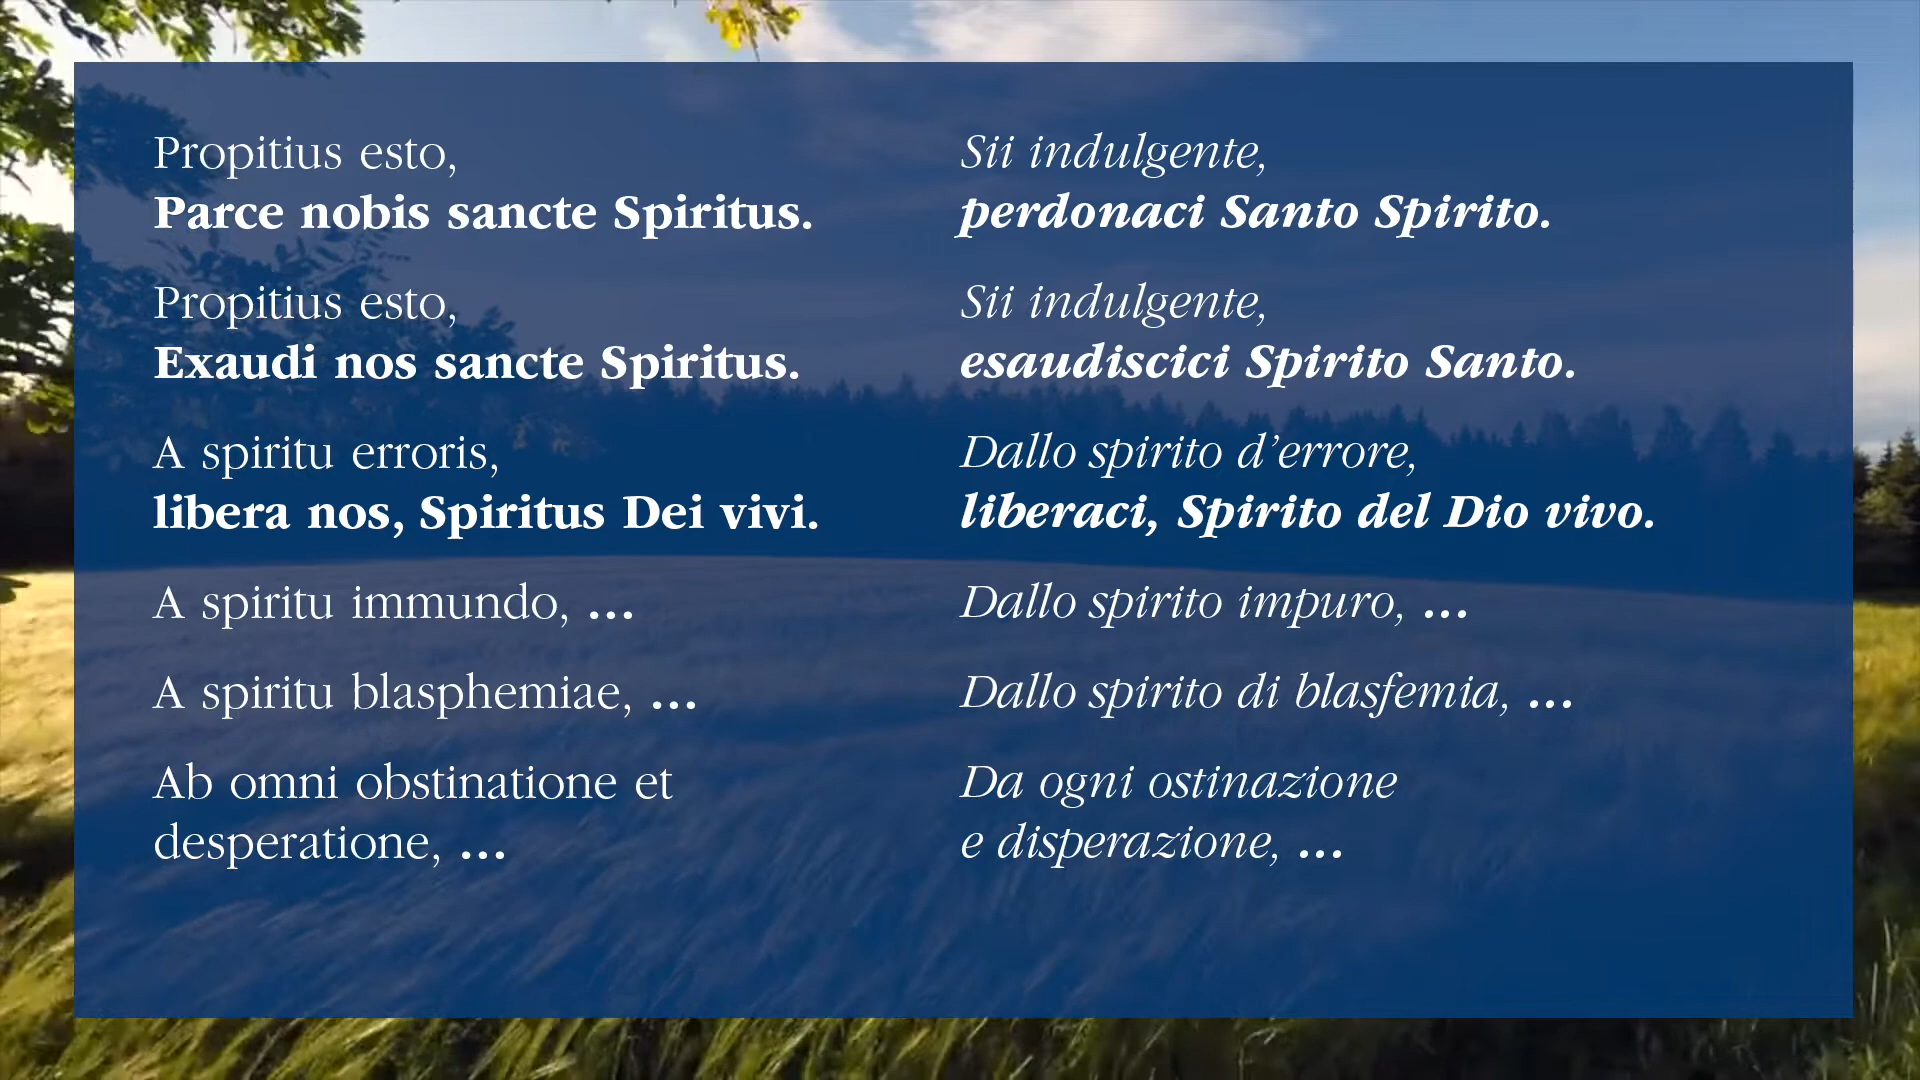 Propitius esto,
Parce nobis sancte Spiritus.
Propitius esto,
Exaudi nos sancte Spiritus.
A spiritu erroris,
libera nos, Spiritus Dei vivi.
A spiritu immundo, ...
A spiritu blasphemiae, ...
Ab omni obstinatione et
desperatione, ...
Sii indulgente,
perdonaci Santo Spirito.
Sii indulgente,
esaudiscici Spirito Santo.
Dallo spirito d’errore,
liberaci, Spirito del Dio vivo.
Dallo spirito impuro, ...
Dallo spirito di blasfemia, ...
Da ogni ostinazione
e disperazione, ...